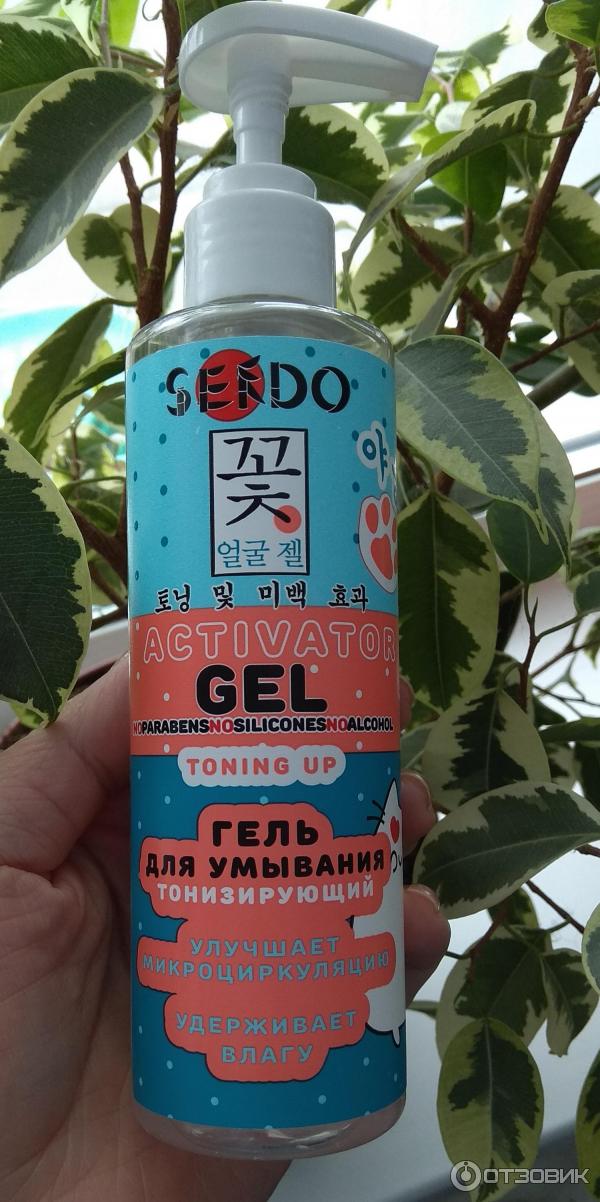 SENDO
꽃
얼굴 젤
야
토닝 및 미백 효과
ACTIVATOR
GEL
NOPARABENSNOSILICONESNOALCOHOL
TONING UP
ГЕЛЬ
ДЛЯ УМЫВАНИЯ
ТОНИЗИРУЮЩИЙ
УЛУЧШАЕТ
МИКРОЦИРКУЛЯЦИЮ
УДЕРЖИВАЕТ
ВЛАГУ
ОТЗОВИК